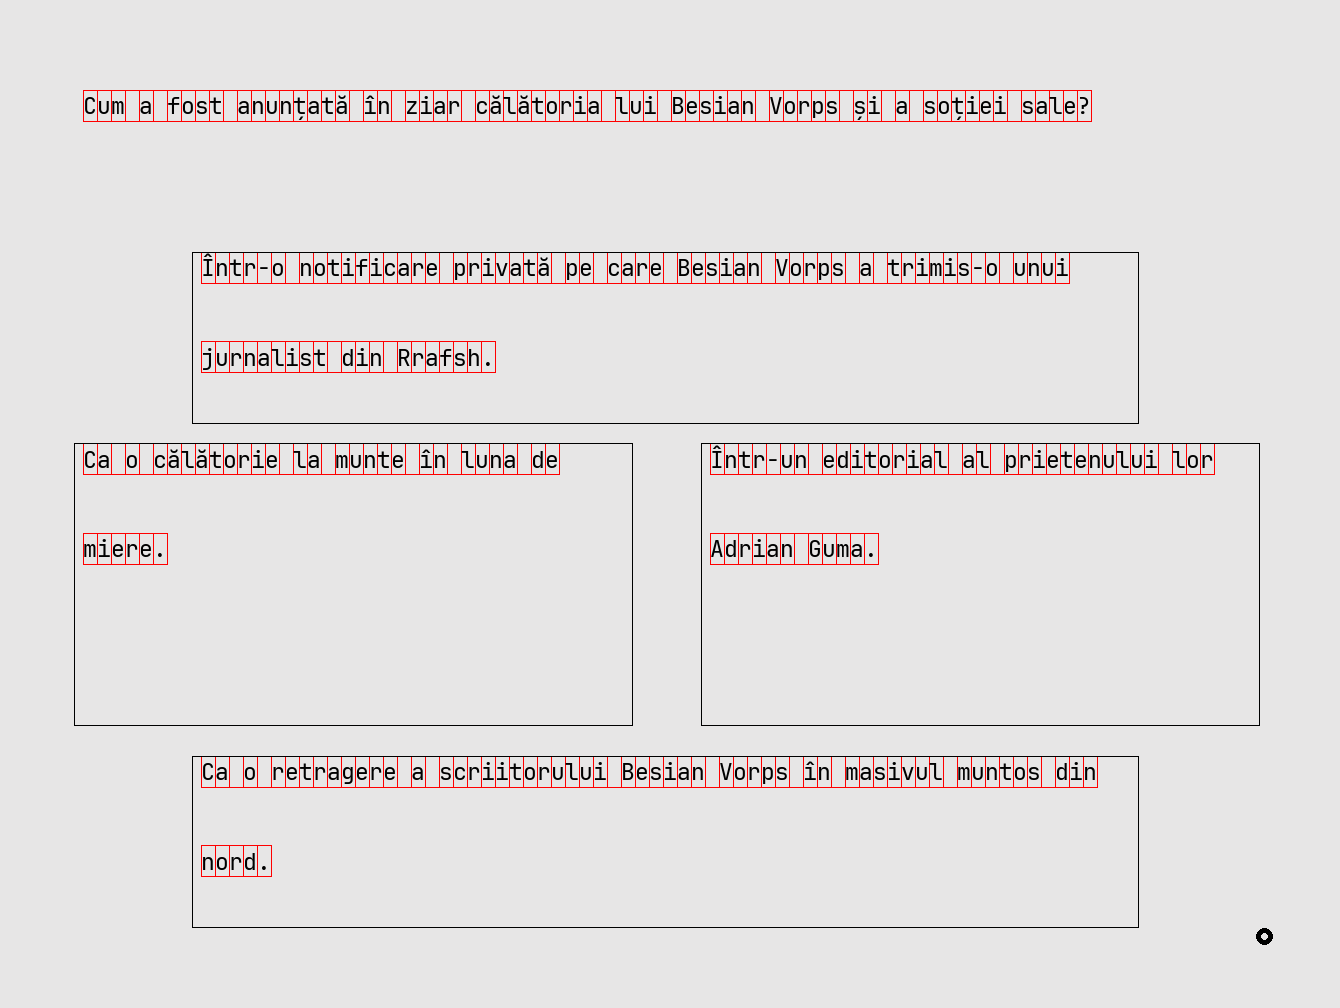 Cum a fost anunțată în ziar călătoria lui Besian Vorps și a soției sale?
Într-o notificare privată pe care Besian Vorps a trimis-o unui
jurnalist din Rrafsh.
Ca o călătorie la munte în luna de
miere.
Într-un editorial al prietenului lor
Adrian Guma.
Ca o retragere a scriitorului Besian Vorps în masivul muntos din
nord.